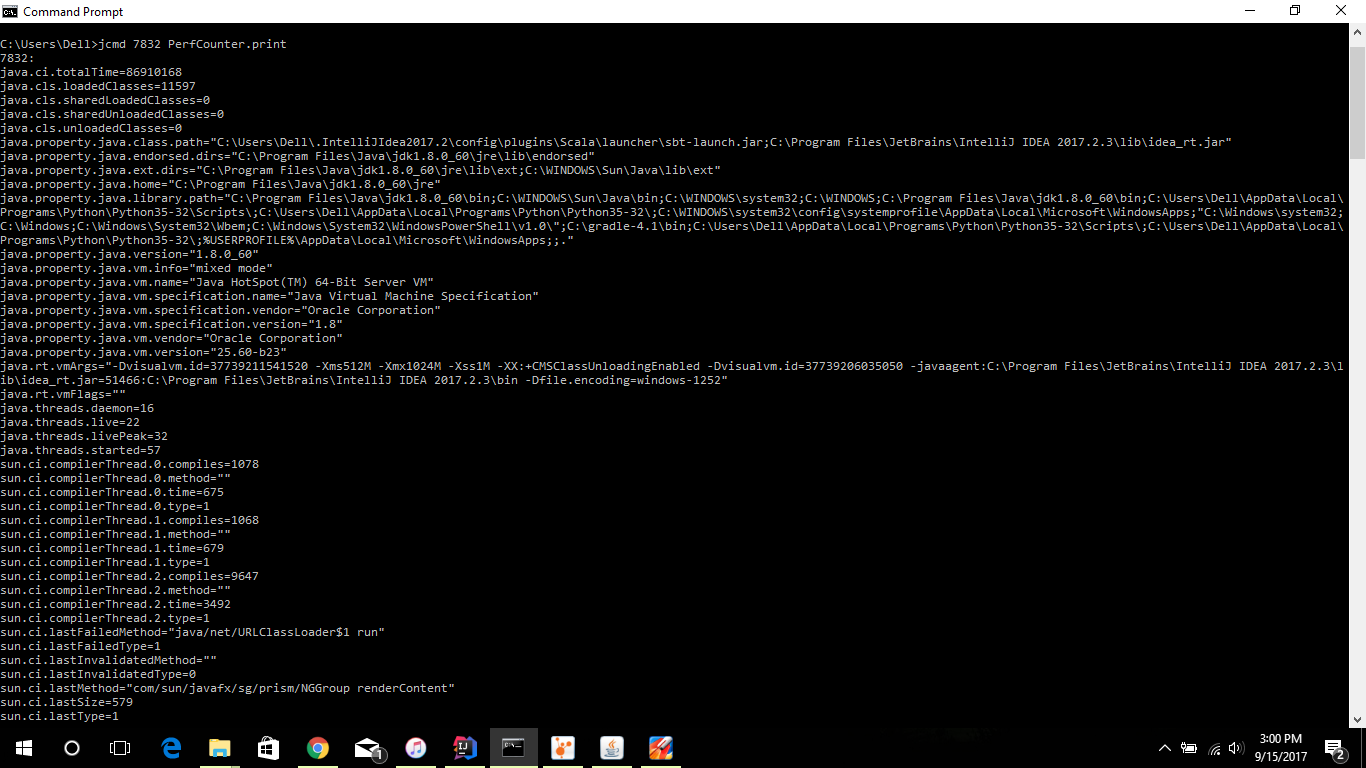 Command Prompt
C:\Users\Dell>jcmd 7832 PerfCounter.print
7832:
java.ci.totalTime=86910168
java.cls.loadedClasses=11597
java.cls.sharedLoadedClasses=0
java.cls.sharedUnloadedClasses=0
java.cls.unloadedClasses=0
java.property.java.class.path="C:\Users\Dell\.IntelliJIdea2017.2\config\plugins\Scala\launcher\sbt-launch.jar;C:\Program Files\JetBrains\IntelliJ IDEA 2017.2.3\lib\idea_rt.jar"
java.property.java.endorsed.dirs="C:\Program Files\Java\jdk1.8.0_60\jre\lib\endorsed"
java.property.java.ext.dirs="C:\Program Files\Java\jdk1.8.0_60\jre\lib\ext;C:\WINDOWS\Sun\Java\lib\ext"
java.property.java.home="C:\Program Files\Java\jdk1.8.0_60\jre"
java.property.java.library.path="C:\Program Files\Java\jdk1.8.0_60\bin;C:\WINDOWS\Sun\Java\bin;C:\WINDOWS\system32;C:\WINDOWS;C:\Program Files\Java\jdk1.8.0_60\bin;C:\Users\Dell\AppData\Local\
Programs\Python\Python35-32\Scripts\;C:\Users\Dell\AppData\Local\Programs\Python\Python35-32\;C:\WINDOWS\system32\config\systemprofile\AppData\Local\Microsoft\WindowsApps;"C:\Windows\system32;
C:\Windows;C:\Windows\System32\Wbem;C:\Windows\System32\WindowsPowerShell\v1.0\";C:\gradle-4.1\bin;C:\Users\Dell\AppData\Local\Programs\Python\Python35-32\Scripts\;C:\Users\Dell\AppData\Local\
Programs\Python\Python35-32\;%USERPROFILE%\AppData\Local\Microsoft\WindowsApps;;."
java.property.java.version="1.8.0_60"
java.property.java.vm.info="mixed mode"
java.property.java.vm.name="Java HotSpot(TM) 64-Bit Server VM"
java.property.java.vm.specification.name="Java Virtual Machine Specification"
java.property.java.vm.specification.vendor="Oracle Corporation"
java.property.java.vm.specification.version="1.8"
java.property.java.vm.vendor="Oracle Corporation"
java.property.java.vm.version="25.60-b23"
java.rt.vmArgs="-Dvisualvm.id=37739211541520 -Xms512M -Xmx1024M -Xss1M -XX:+CMSClassUnloadingEnabled -Dvisualvm.id=37739206035050 -javaagent:C:\Program Files\JetBrains\IntelliJ IDEA 2017.2.3\l
ib\idea_rt.jar=51466:C:\Program Files\JetBrains\IntelliJ IDEA 2017.2.3\bin -Dfile.encoding=windows-1252"
java.rt.vmFlags=""
java.threads.daemon=16
java.threads.live=22
java.threads.livePeak=32
java.threads.started=57
sun.ci.compilerThread.0.compiles=1078
sun.ci.compilerThread.0.method=""
sun.ci.compilerThread.0.time=675
sun.ci.compilerThread.0.type=1
sun.ci.compilerThread.1.compiles=1068
sun.ci.compilerThread.1.method=""
sun.ci.compilerThread.1.time=679
sun.ci.compilerThread.1.type=1
sun.ci.compilerThread.2.compiles=9647
sun.ci.compilerThread.2.method=""
sun.ci.compilerThread.2.time=3492
sun.ci.compilerThread.2.type=1
sun.ci.lastFailedMethod="java/net/URLClassLoader$1 run"
sun.ci.lastFailedType=1
sun.ci.lastInvalidatedMethod=""
sun.ci.lastInvalidatedType=0
sun.ci.lastMethod="com/sun/javafx/sg/prism/NGGroup renderContent"
sun.ci.lastSize=579
sun.ci.lastType=1
1
3:00 PM
9/15/2017
2